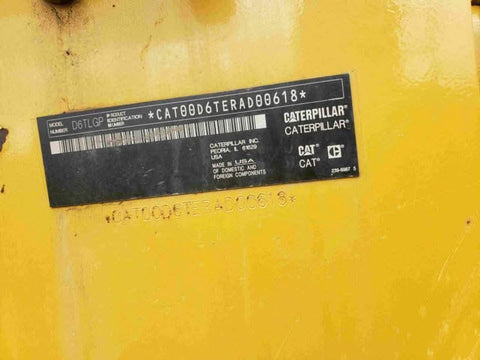 MODEL NUMBER D6TLGP PRODUCT IDENTIFICATION NUMBER *CAT00D6TERAD00618*
CATERPILLAR INC.
PEORIA, IL 61629
USA
MADE IN USA
OF DOMESTIC AND
FOREIGN COMPONENTS
CATERPILLAR
CATERPILLAR®
CAT
CAT®
*CAT00D6TERAD00618*